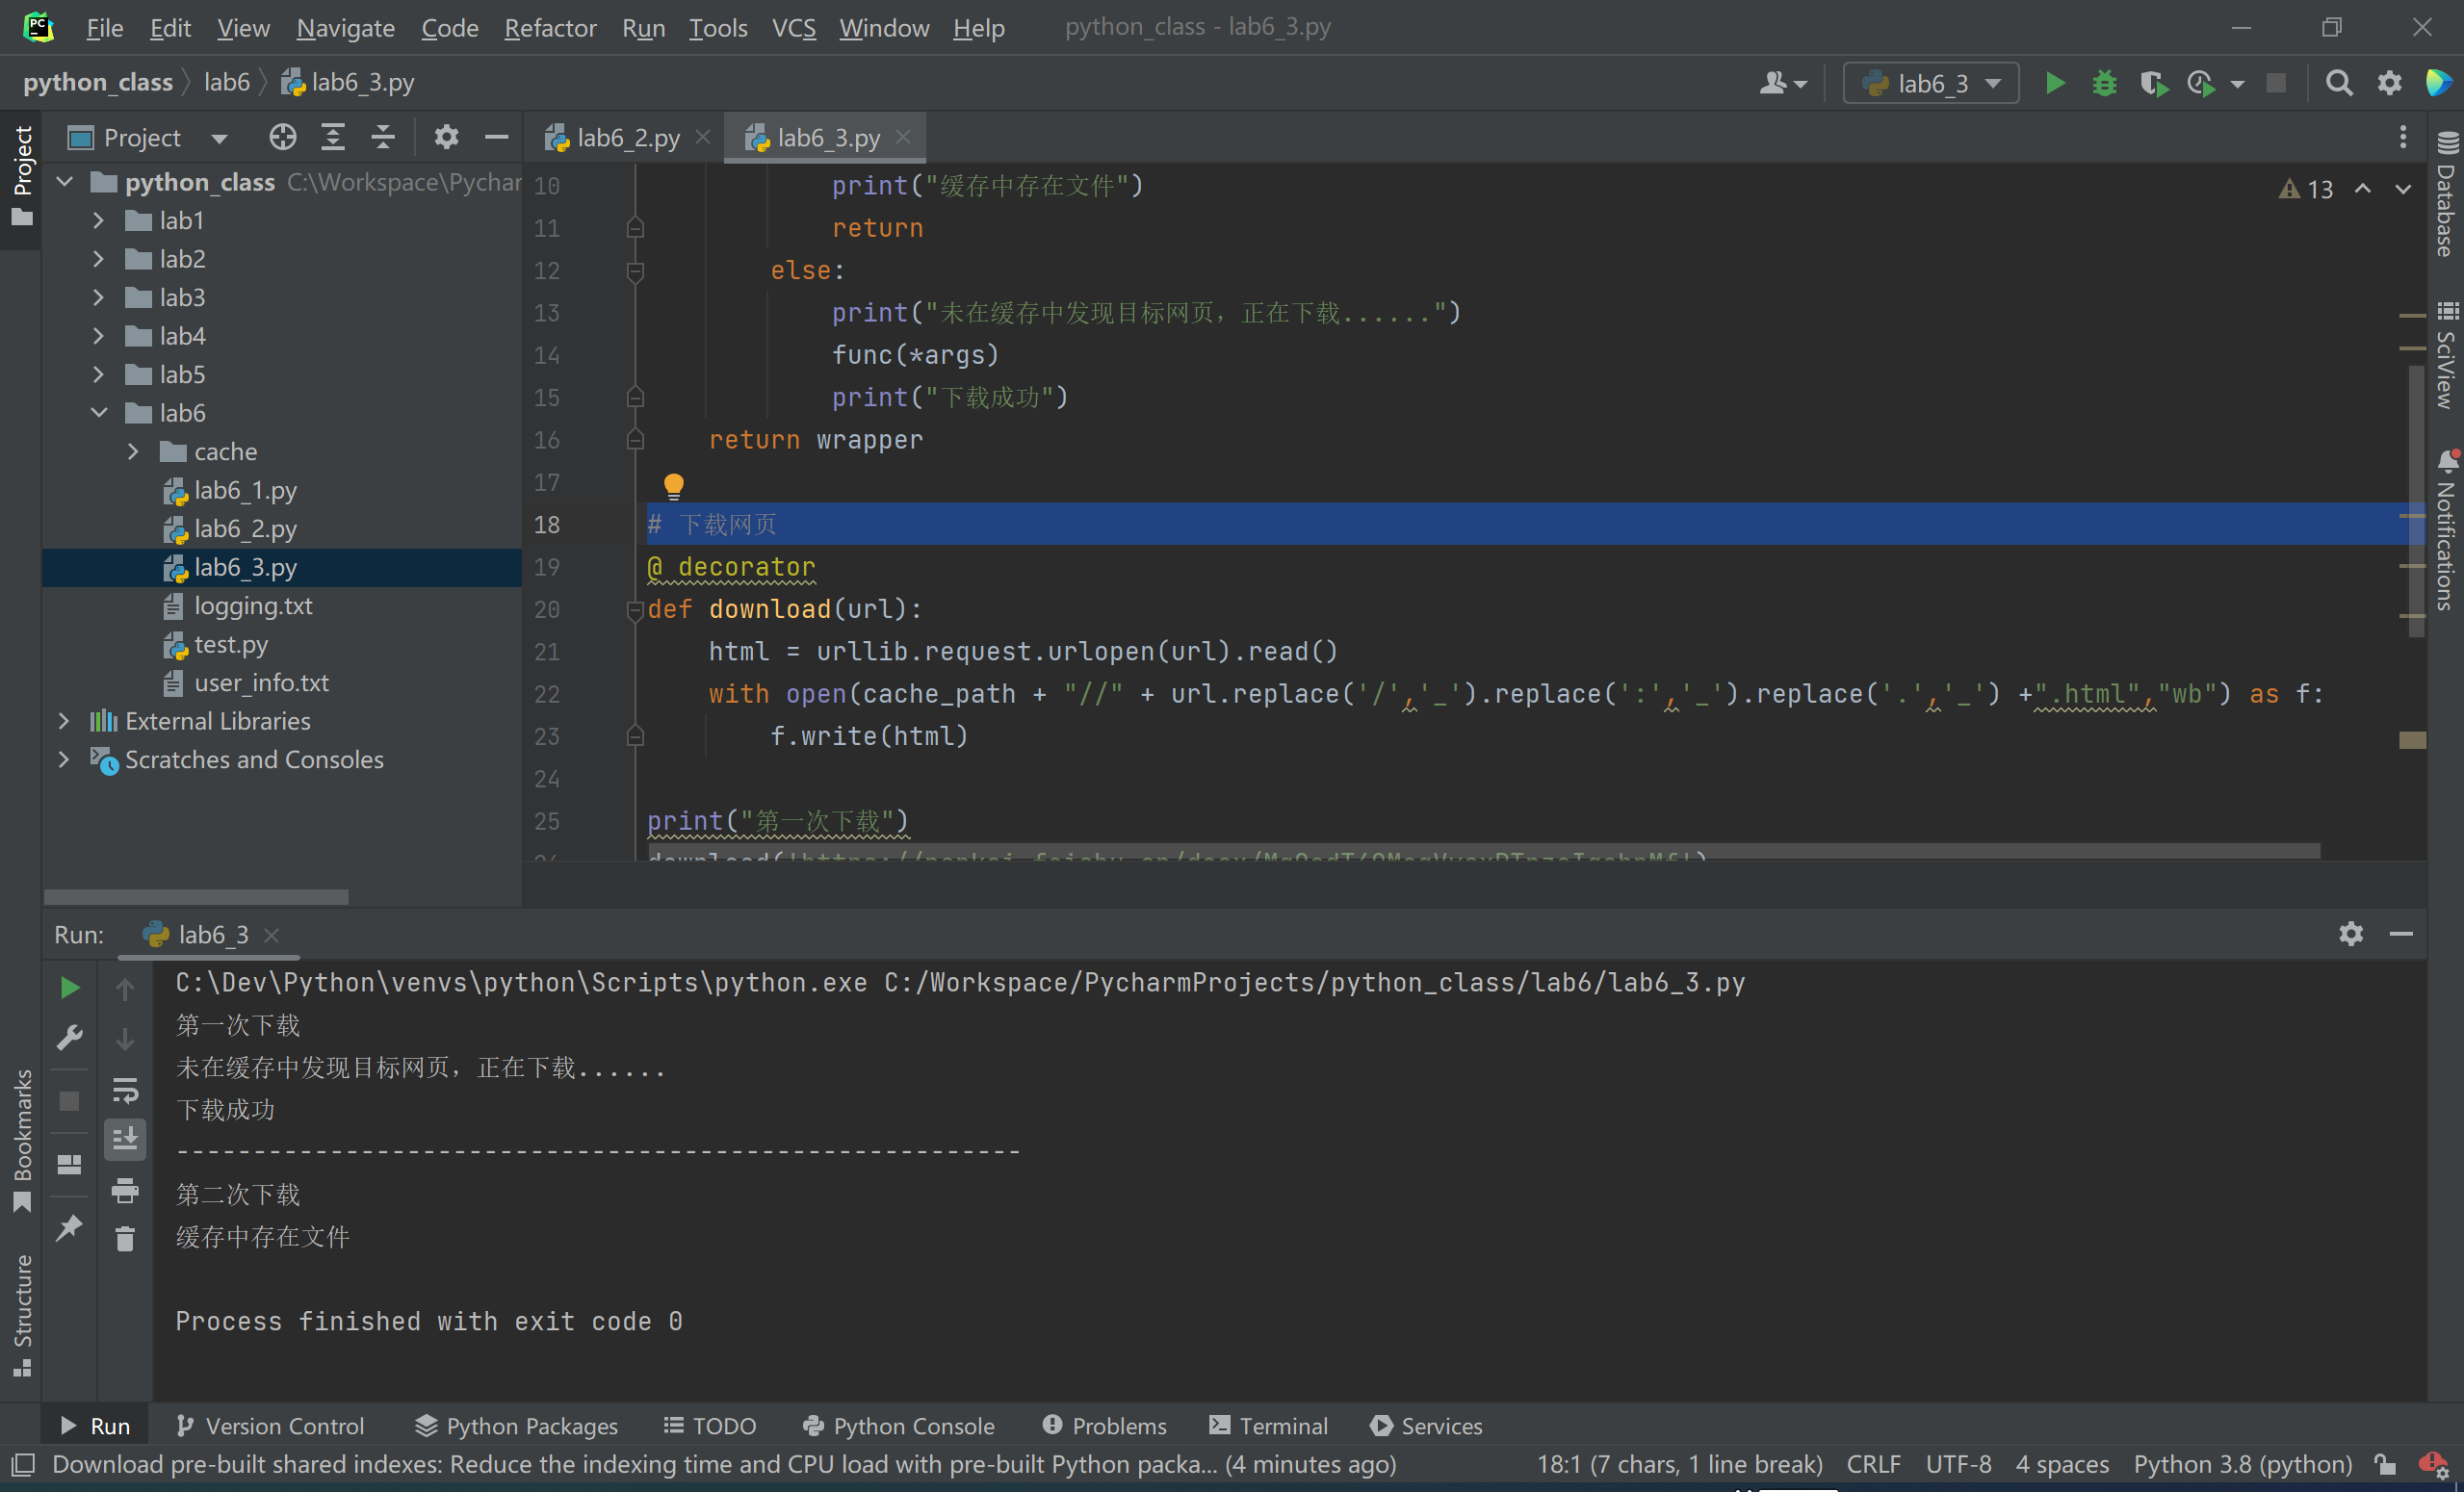 File Edit View Navigate Code Refactor Run Tools VCS Window Help python_class - lab6_3.py
python_class lab6 lab6_3.py
lab6_3
Project
Project
lab6_2.py
lab6_3.py
python_class C:\Workspace\Pychar
lab1
lab2
lab3
lab4
lab5
lab6
cache
lab6_1.py
lab6_2.py
lab6_3.py
logging.txt
test.py
user_info.txt
External Libraries
Scratches and Consoles
13
10 print("缓存中存在文件")
11 return
12 else:
13 print("未在缓存中发现目标网页，正在下载......")
14 func(*args)
15 print("下载成功")
16 return wrapper
17
18 # 下载网页
19 @ decorator
20 def download(url):
21 html = urllib.request.urlopen(url).read()
22 with open(cache_path + "//" + url.replace('/','_').replace(':','_').replace('.','_') +".html","wb") as f:
23 f.write(html)
24
25 print("第一次下载")
Database
SciView
Notifications
Run: lab6_3
C:\Dev\Python\venvs\python\Scripts\python.exe C:/Workspace/PycharmProjects/python_class/lab6/lab6_3.py
第一次下载
未在缓存中发现目标网页，正在下载......
下载成功
-------------------------------------------------------
第二次下载
缓存中存在文件
Process finished with exit code 0
Bookmarks
Structure
Run Version Control Python Packages TODO Python Console Problems Terminal Services
Download pre-built shared indexes: Reduce the indexing time and CPU load with pre-built Python packa... (4 minutes ago) 18:1 (7 chars, 1 line break) CRLF UTF-8 4 spaces Python 3.8 (python)